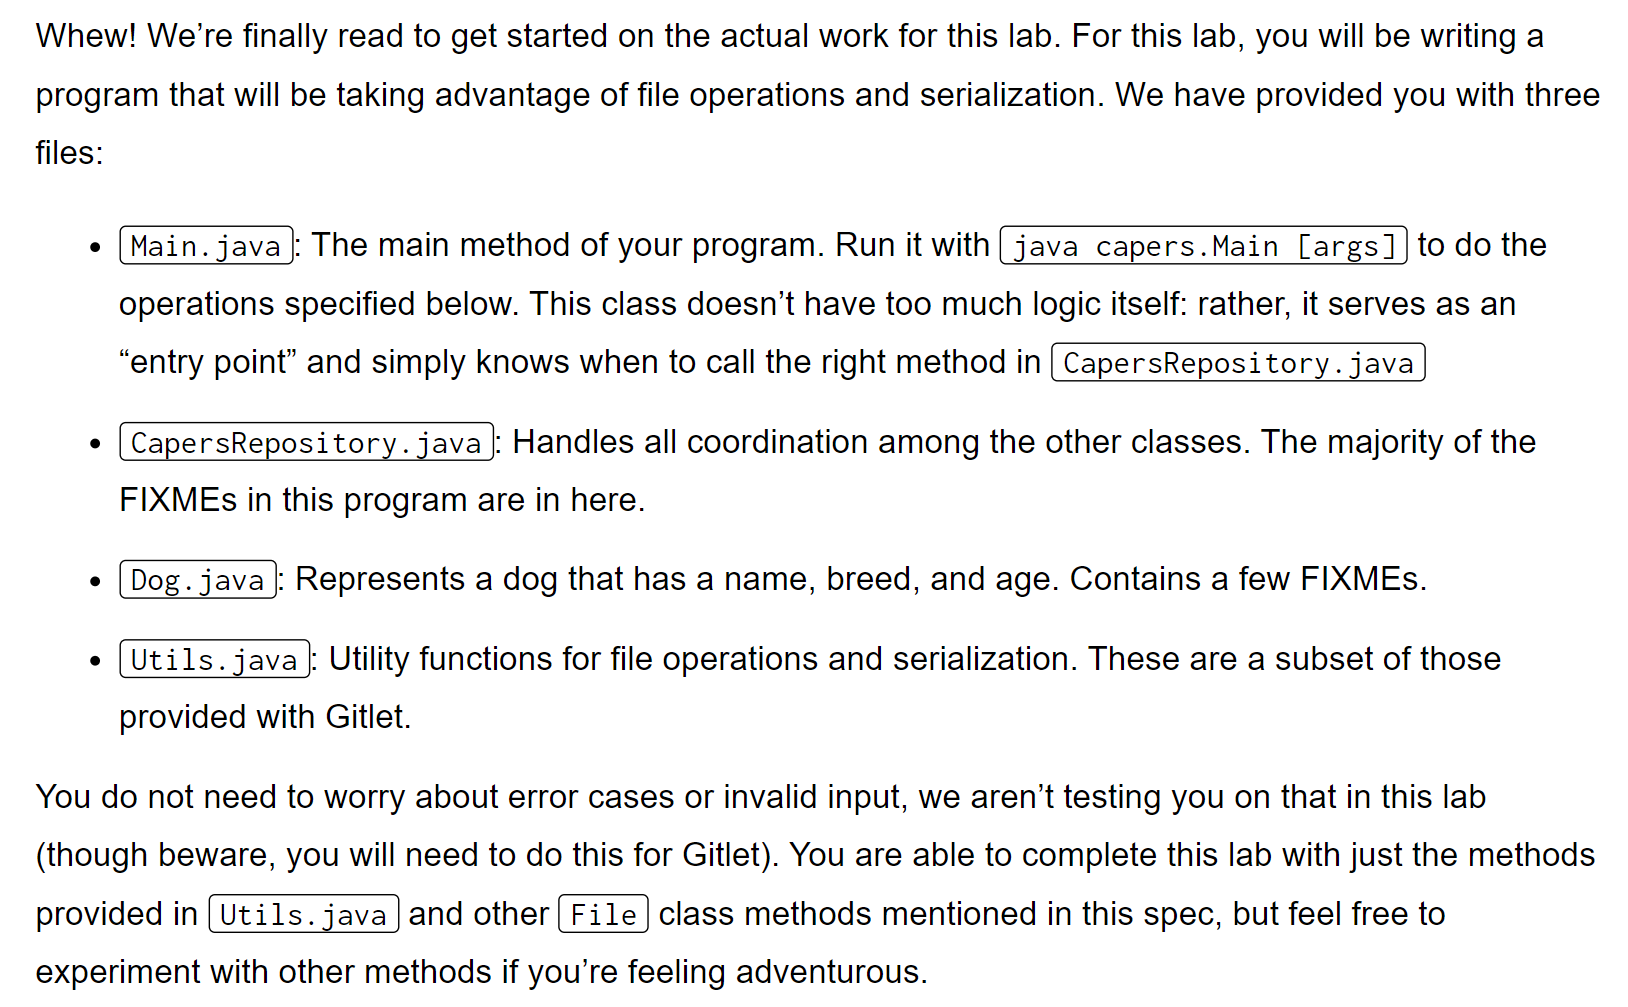 Whew! We’re finally read to get started on the actual work for this lab. For this lab, you will be writing a
program that will be taking advantage of file operations and serialization. We have provided you with three
files:
• Main.java: The main method of your program. Run it with java capers.Main [args] to do the
operations specified below. This class doesn’t have too much logic itself: rather, it serves as an
“entry point” and simply knows when to call the right method in CapersRepository.java
• CapersRepository.java: Handles all coordination among the other classes. The majority of the
FIXMEs in this program are in here.
• Dog.java: Represents a dog that has a name, breed, and age. Contains a few FIXMEs.
• Utils.java: Utility functions for file operations and serialization. These are a subset of those
provided with Gitlet.
You do not need to worry about error cases or invalid input, we aren’t testing you on that in this lab
(though beware, you will need to do this for Gitlet). You are able to complete this lab with just the methods
provided in Utils.java and other File class methods mentioned in this spec, but feel free to
experiment with other methods if you’re feeling adventurous.